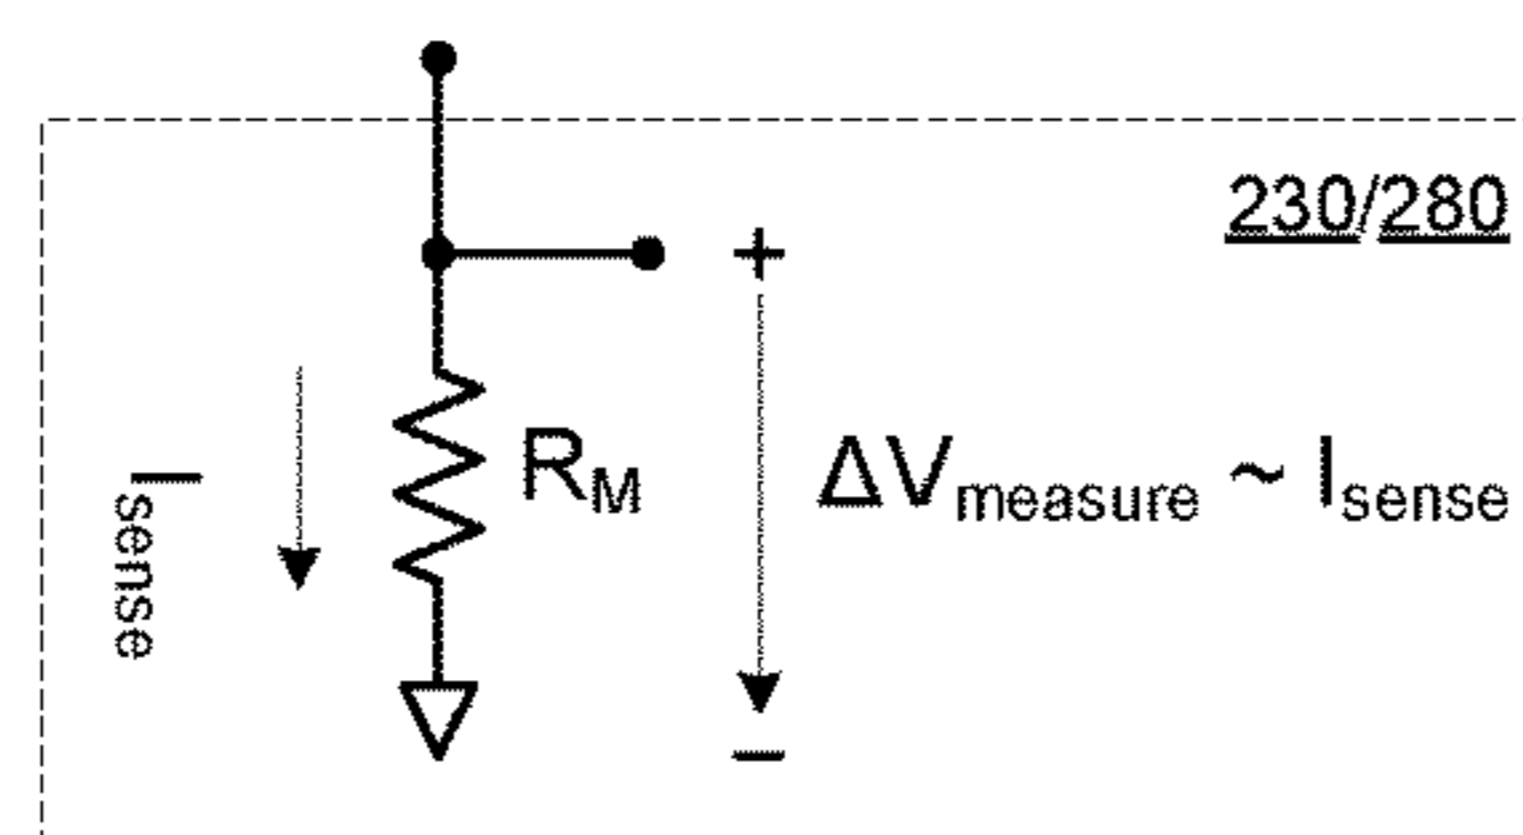 230/280
+
R_M
ΔV_measure ~ I_sense
I_sense
−